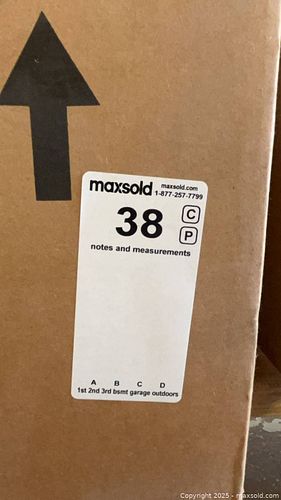 maxsold maxsold.com
1-877-257-7799
38 C
P
notes and measurements
A B C D
1st 2nd 3rd bsmt garage outdoors
Copyright © 2025 - maxsold.com